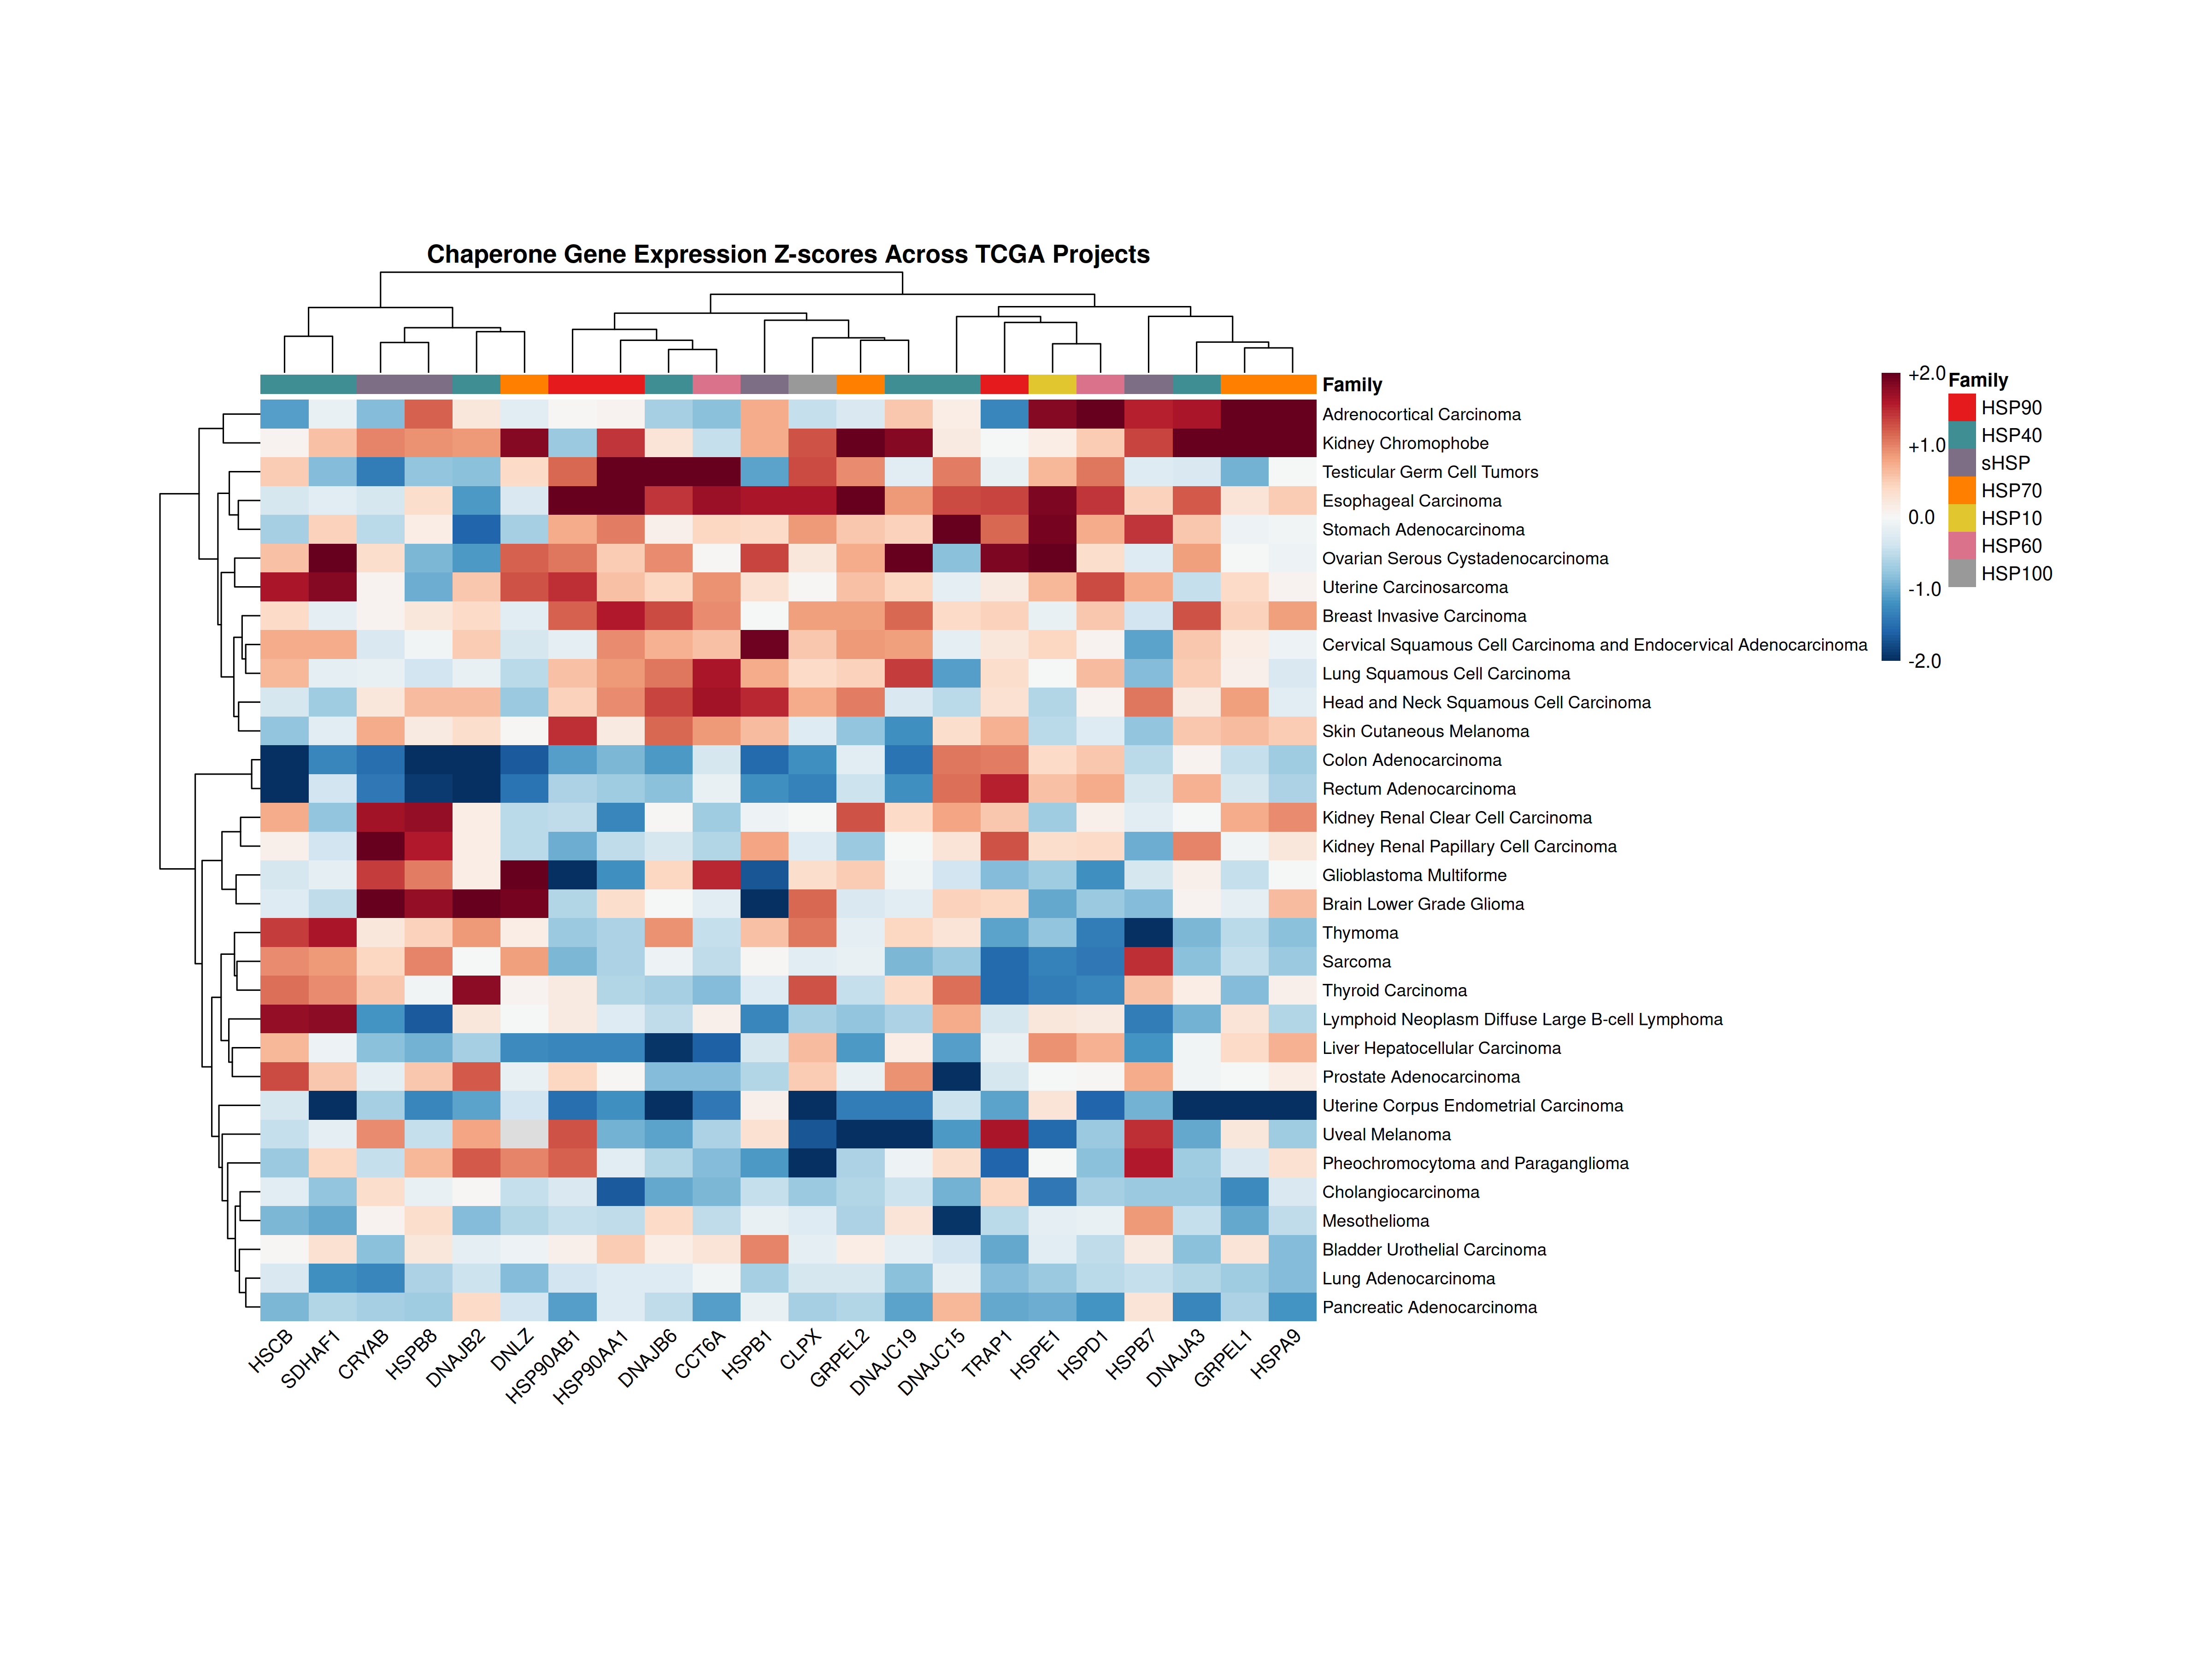 Chaperone Gene Expression Z-scores Across TCGA Projects
Family
Adrenocortical Carcinoma
Kidney Chromophobe
Testicular Germ Cell Tumors
Esophageal Carcinoma
Stomach Adenocarcinoma
Ovarian Serous Cystadenocarcinoma
Uterine Carcinosarcoma
Breast Invasive Carcinoma
Cervical Squamous Cell Carcinoma and Endocervical Adenocarcinoma
Lung Squamous Cell Carcinoma
Head and Neck Squamous Cell Carcinoma
Skin Cutaneous Melanoma
Colon Adenocarcinoma
Rectum Adenocarcinoma
Kidney Renal Clear Cell Carcinoma
Kidney Renal Papillary Cell Carcinoma
Glioblastoma Multiforme
Brain Lower Grade Glioma
Thymoma
Sarcoma
Thyroid Carcinoma
Lymphoid Neoplasm Diffuse Large B-cell Lymphoma
Liver Hepatocellular Carcinoma
Prostate Adenocarcinoma
Uterine Corpus Endometrial Carcinoma
Uveal Melanoma
Pheochromocytoma and Paraganglioma
Cholangiocarcinoma
Mesothelioma
Bladder Urothelial Carcinoma
Lung Adenocarcinoma
Pancreatic Adenocarcinoma
HSCB
SDHAF1
CRYAB
HSPB8
DNAJB2
DNLZ
HSP90AB1
HSP90AA1
DNAJB6
CCT6A
HSPB1
CLPX
GRPEL2
DNAJC19
DNAJC15
TRAP1
HSPE1
HSPD1
HSPB7
DNAJA3
GRPEL1
HSPA9
+2.0
+1.0
0.0
-1.0
-2.0
Family
HSP90
HSP40
sHSP
HSP70
HSP10
HSP60
HSP100